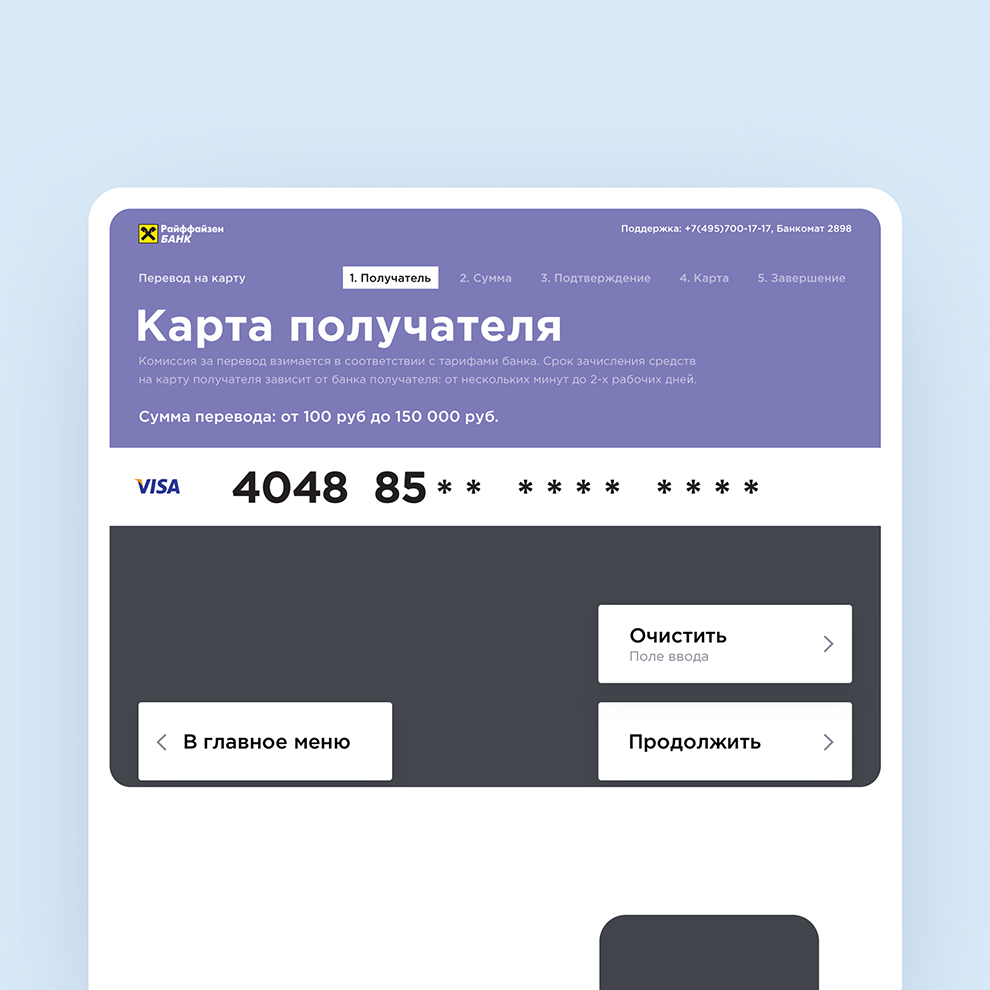 Райффайзен
БАНК
Поддержка: +7(495)700-17-17, Банкомат 2898
Перевод на карту
1. Получатель
2. Сумма
3. Подтверждение
4. Карта
5. Завершение
Карта получателя
Комиссия за перевод взимается в соответствии с тарифами банка. Срок зачисления средств
на карту получателя зависит от банка получателя: от нескольких минут до 2-х рабочих дней.
Сумма перевода: от 100 руб до 150 000 руб.
VISA
4048 85** **** ****
Очистить
Поле ввода
В главное меню
Продолжить